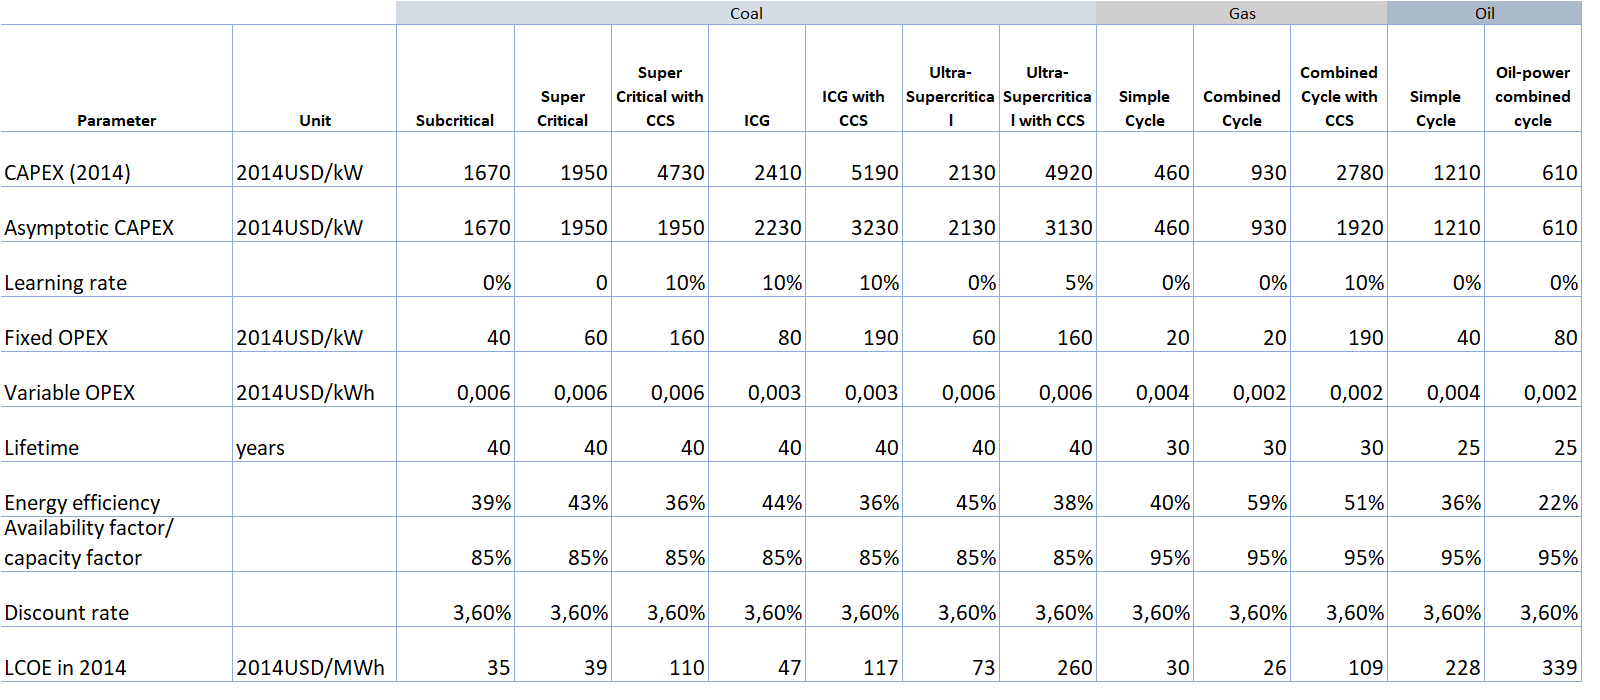 Coal Gas Oil
Parameter Unit Subcritical Super Critical Super Critical with CCS ICG ICG with CCS Ultra-Supercritical Ultra-Supercritical with CCS Simple Cycle Combined Cycle Combined Cycle with CCS Simple Cycle Oil-power combined cycle
CAPEX (2014) 2014USD/kW 1670 1950 4730 2410 5190 2130 4920 460 930 2780 1210 610
Asymptotic CAPEX 2014USD/kW 1670 1950 1950 2230 3230 2130 3130 460 930 1920 1210 610
Learning rate 0% 0 10% 10% 10% 0% 5% 0% 0% 10% 0% 0%
Fixed OPEX 2014USD/kW 40 60 160 80 190 60 160 20 20 190 40 80
Variable OPEX 2014USD/kWh 0,006 0,006 0,006 0,003 0,003 0,006 0,006 0,004 0,002 0,002 0,004 0,002
Lifetime years 40 40 40 40 40 40 40 30 30 30 25 25
Energy efficiency 39% 43% 36% 44% 36% 45% 38% 40% 59% 51% 36% 22%
Availability factor/
capacity factor 85% 85% 85% 85% 85% 85% 85% 95% 95% 95% 95% 95%
Discount rate 3,60% 3,60% 3,60% 3,60% 3,60% 3,60% 3,60% 3,60% 3,60% 3,60% 3,60% 3,60%
LCOE in 2014 2014USD/MWh 35 39 110 47 117 73 260 30 26 109 228 339